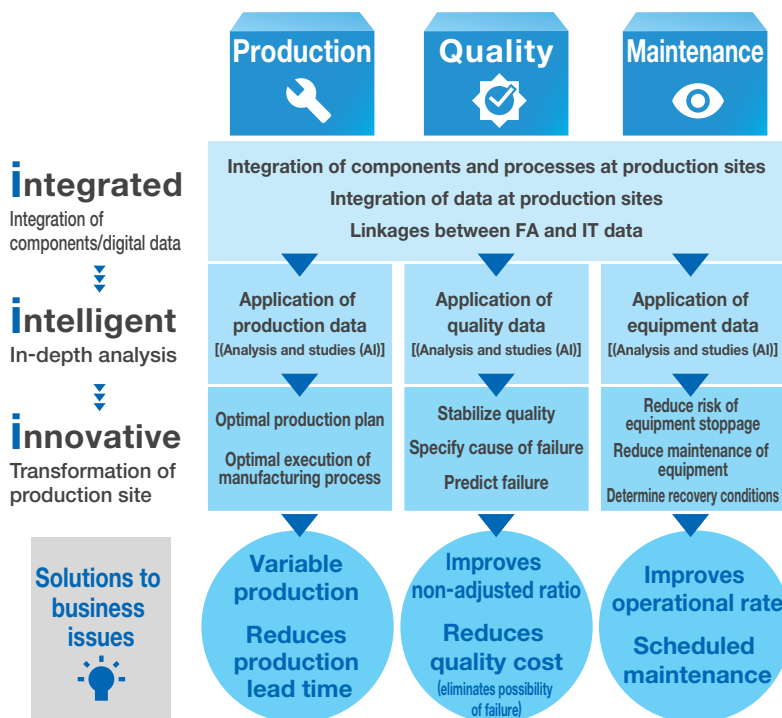 Production
Quality
Maintenance
integrated
Integration of
components/digital data
Integration of components and processes at production sites
Integration of data at production sites
Linkages between FA and IT data
intelligent
In-depth analysis
Application of
production data
[(Analysis and studies (AI)]
Application of
quality data
[(Analysis and studies (AI)]
Application of
equipment data
[(Analysis and studies (AI)]
innovative
Transformation of
production site
Optimal production plan
Optimal execution of
manufacturing process
Stabilize quality
Specify cause of failure
Predict failure
Reduce risk of
equipment stoppage
Reduce maintenance of
equipment
Determine recovery conditions
Solutions to
business
issues
Variable
production
Reduces
production
lead time
Improves
non-adjusted ratio
Reduces
quality cost
(eliminates possibility
of failure)
Improves
operational rate
Scheduled
maintenance